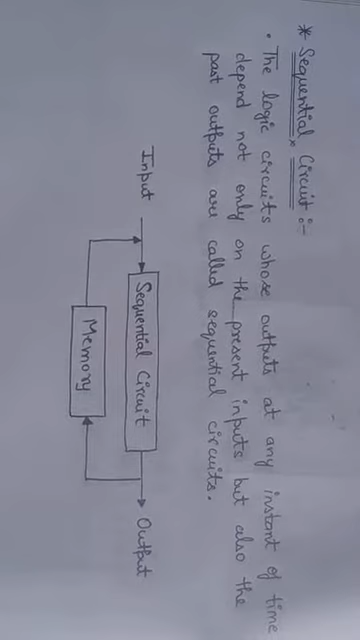 * Sequential Circuit :-
• The logic circuits whose outputs at any instant of time
depend not only on the present inputs but also the
past outputs are called sequential circuits.
Input
Sequential Circuit
Output
Memory